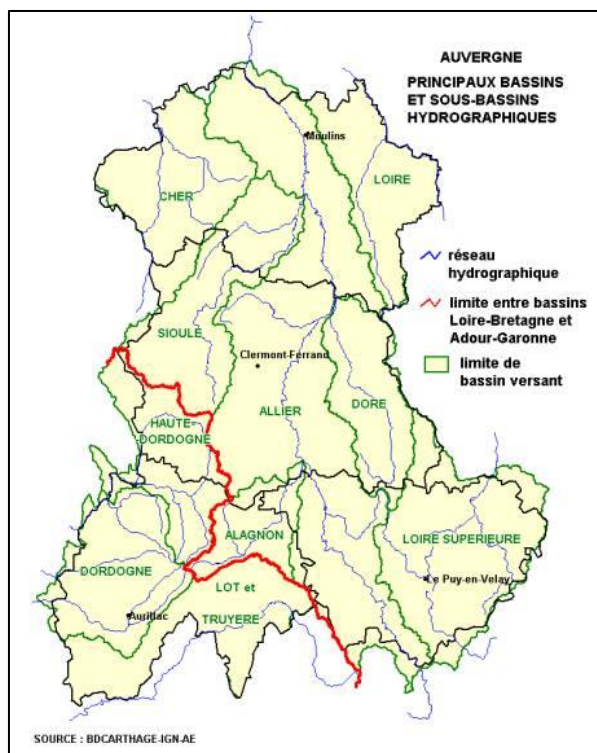 AUVERGNE
PRINCIPAUX BASSINS
ET SOUS-BASSINS
HYDROGRAPHIQUES
Moulins
LOIRE
CHER
réseau
hydrographique
limite entre bassins
Loire-Bretagne et
Adour-Garonne
limite de
bassin versant
SIOULE
Clermont-Ferrand
ALLIER
DORE
HAUTE
-DORDOGNE
ALAGNON
LOIRE SUPERIEURE
DORDOGNE
LOT et
TRUYERE
Le Puy-en-Velay
Aurillac
SOURCE : BDCARTHAGE-IGN-AE